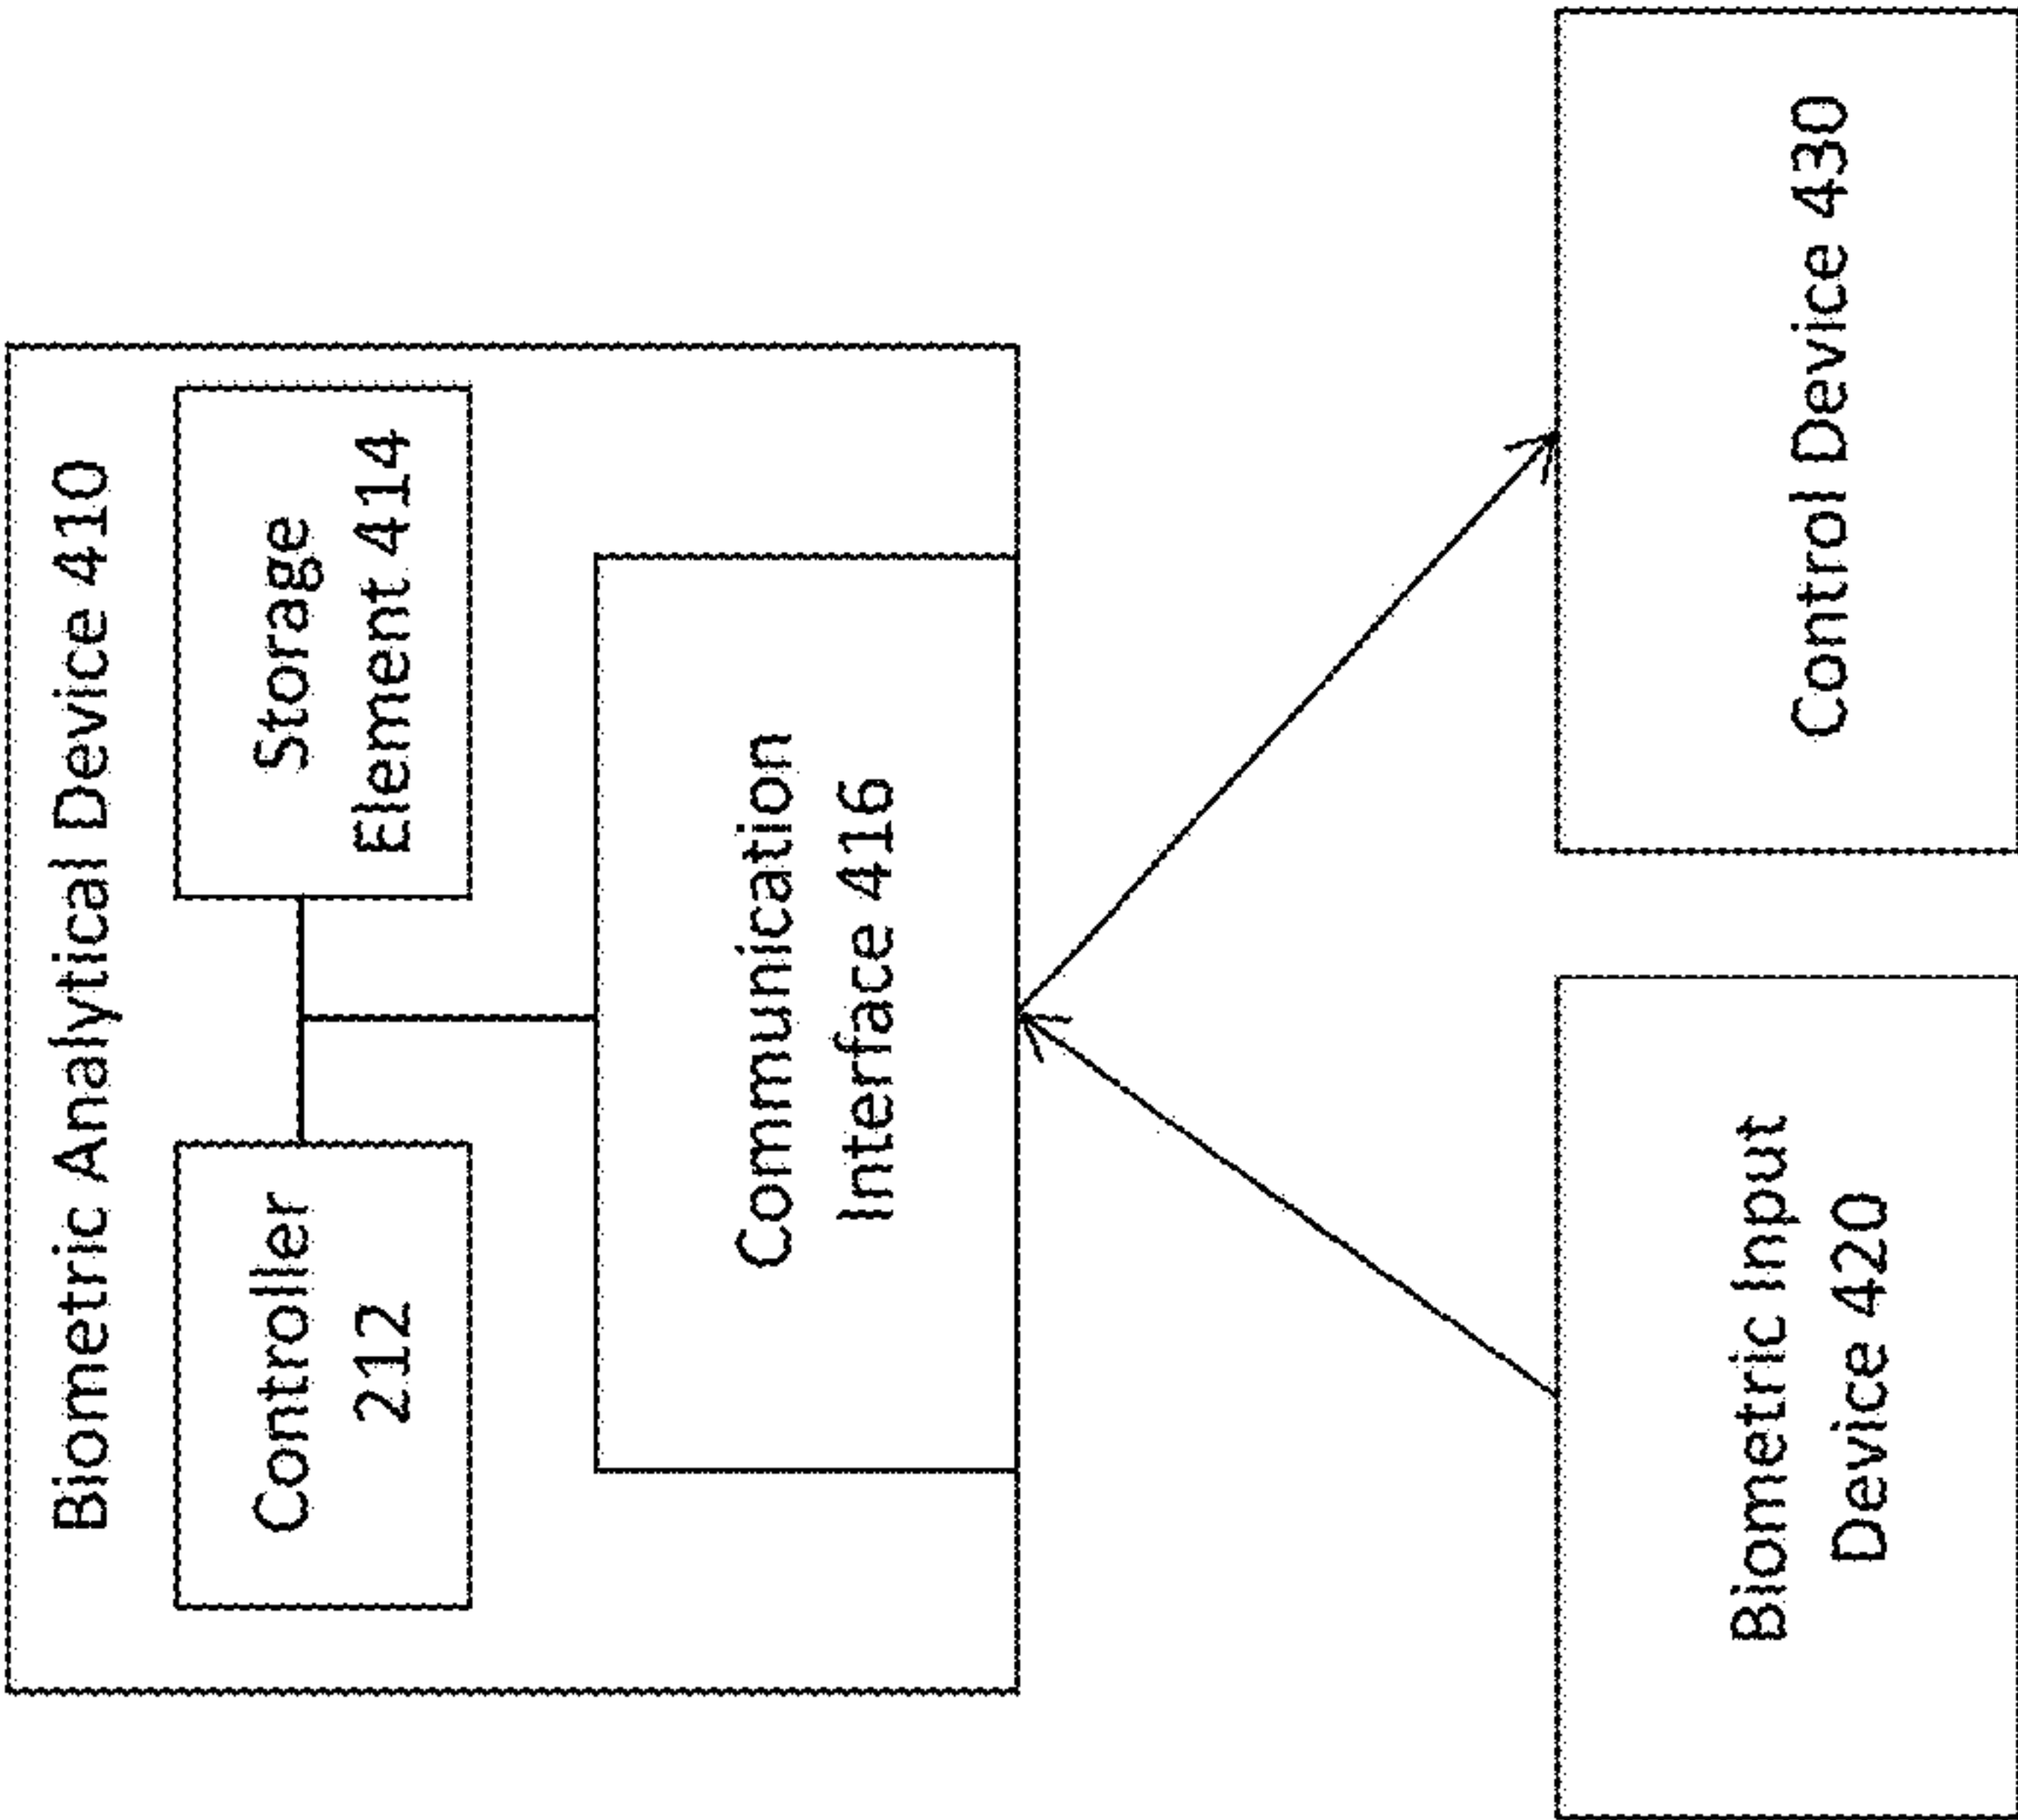 Biometric Analytical Device 410
Controller
212
Storage
Element 414
Communication
Interface 416
Biometric Input
Device 420
Control Device 430